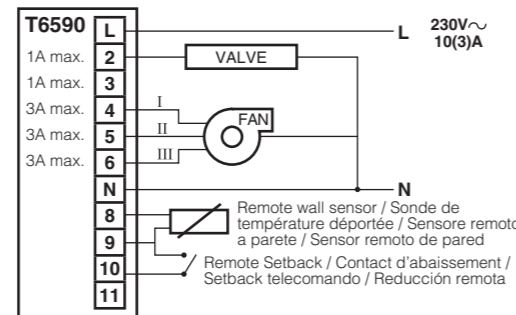 T6590
L
L
230V~
10(3)A
1A max.
2
VALVE
1A max.
3
3A max.
4
I
FAN
3A max.
5
II
3A max.
6
III
N
N
8
Remote wall sensor / Sonde de
température déportée / Sensore remoto
a parete / Sensor remoto de pared
9
10
Remote Setback / Contact d'abaissement /
Setback telecomando / Reducción remota
11